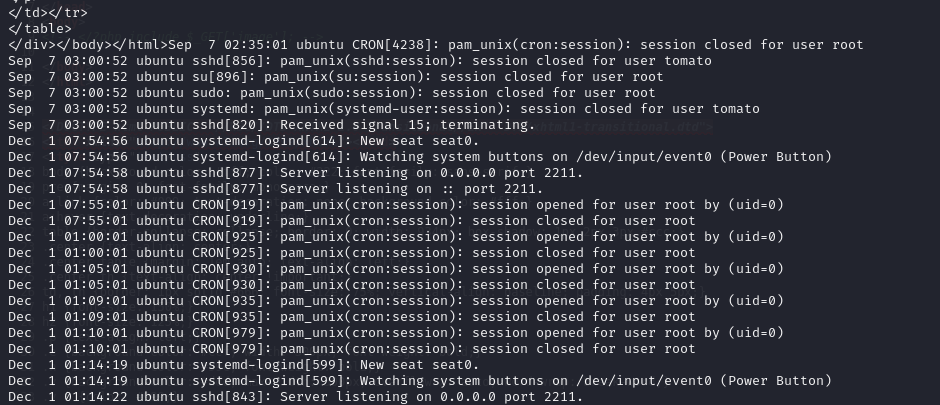 </td></tr>
</table>
</div></body></html>Sep  7 02:35:01 ubuntu CRON[4238]: pam_unix(cron:session): session closed for user root
Sep  7 03:00:52 ubuntu sshd[856]: pam_unix(sshd:session): session closed for user tomato
Sep  7 03:00:52 ubuntu su[896]: pam_unix(su:session): session closed for user root
Sep  7 03:00:52 ubuntu sudo: pam_unix(sudo:session): session closed for user root
Sep  7 03:00:52 ubuntu systemd: pam_unix(systemd-user:session): session closed for user tomato
Sep  7 03:00:52 ubuntu sshd[820]: Received signal 15; terminating.
Dec  1 07:54:56 ubuntu systemd-logind[614]: New seat seat0.
Dec  1 07:54:56 ubuntu systemd-logind[614]: Watching system buttons on /dev/input/event0 (Power Button)
Dec  1 07:54:58 ubuntu sshd[877]: Server listening on 0.0.0.0 port 2211.
Dec  1 07:54:58 ubuntu sshd[877]: Server listening on :: port 2211.
Dec  1 07:55:01 ubuntu CRON[919]: pam_unix(cron:session): session opened for user root by (uid=0)
Dec  1 07:55:01 ubuntu CRON[919]: pam_unix(cron:session): session closed for user root
Dec  1 01:00:01 ubuntu CRON[925]: pam_unix(cron:session): session opened for user root by (uid=0)
Dec  1 01:00:01 ubuntu CRON[925]: pam_unix(cron:session): session closed for user root
Dec  1 01:05:01 ubuntu CRON[930]: pam_unix(cron:session): session opened for user root by (uid=0)
Dec  1 01:05:01 ubuntu CRON[930]: pam_unix(cron:session): session closed for user root
Dec  1 01:09:01 ubuntu CRON[935]: pam_unix(cron:session): session opened for user root by (uid=0)
Dec  1 01:09:01 ubuntu CRON[935]: pam_unix(cron:session): session closed for user root
Dec  1 01:10:01 ubuntu CRON[979]: pam_unix(cron:session): session opened for user root by (uid=0)
Dec  1 01:10:01 ubuntu CRON[979]: pam_unix(cron:session): session closed for user root
Dec  1 01:14:19 ubuntu systemd-logind[599]: New seat seat0.
Dec  1 01:14:19 ubuntu systemd-logind[599]: Watching system buttons on /dev/input/event0 (Power Button)
Dec  1 01:14:22 ubuntu sshd[843]: Server listening on 0.0.0.0 port 2211.